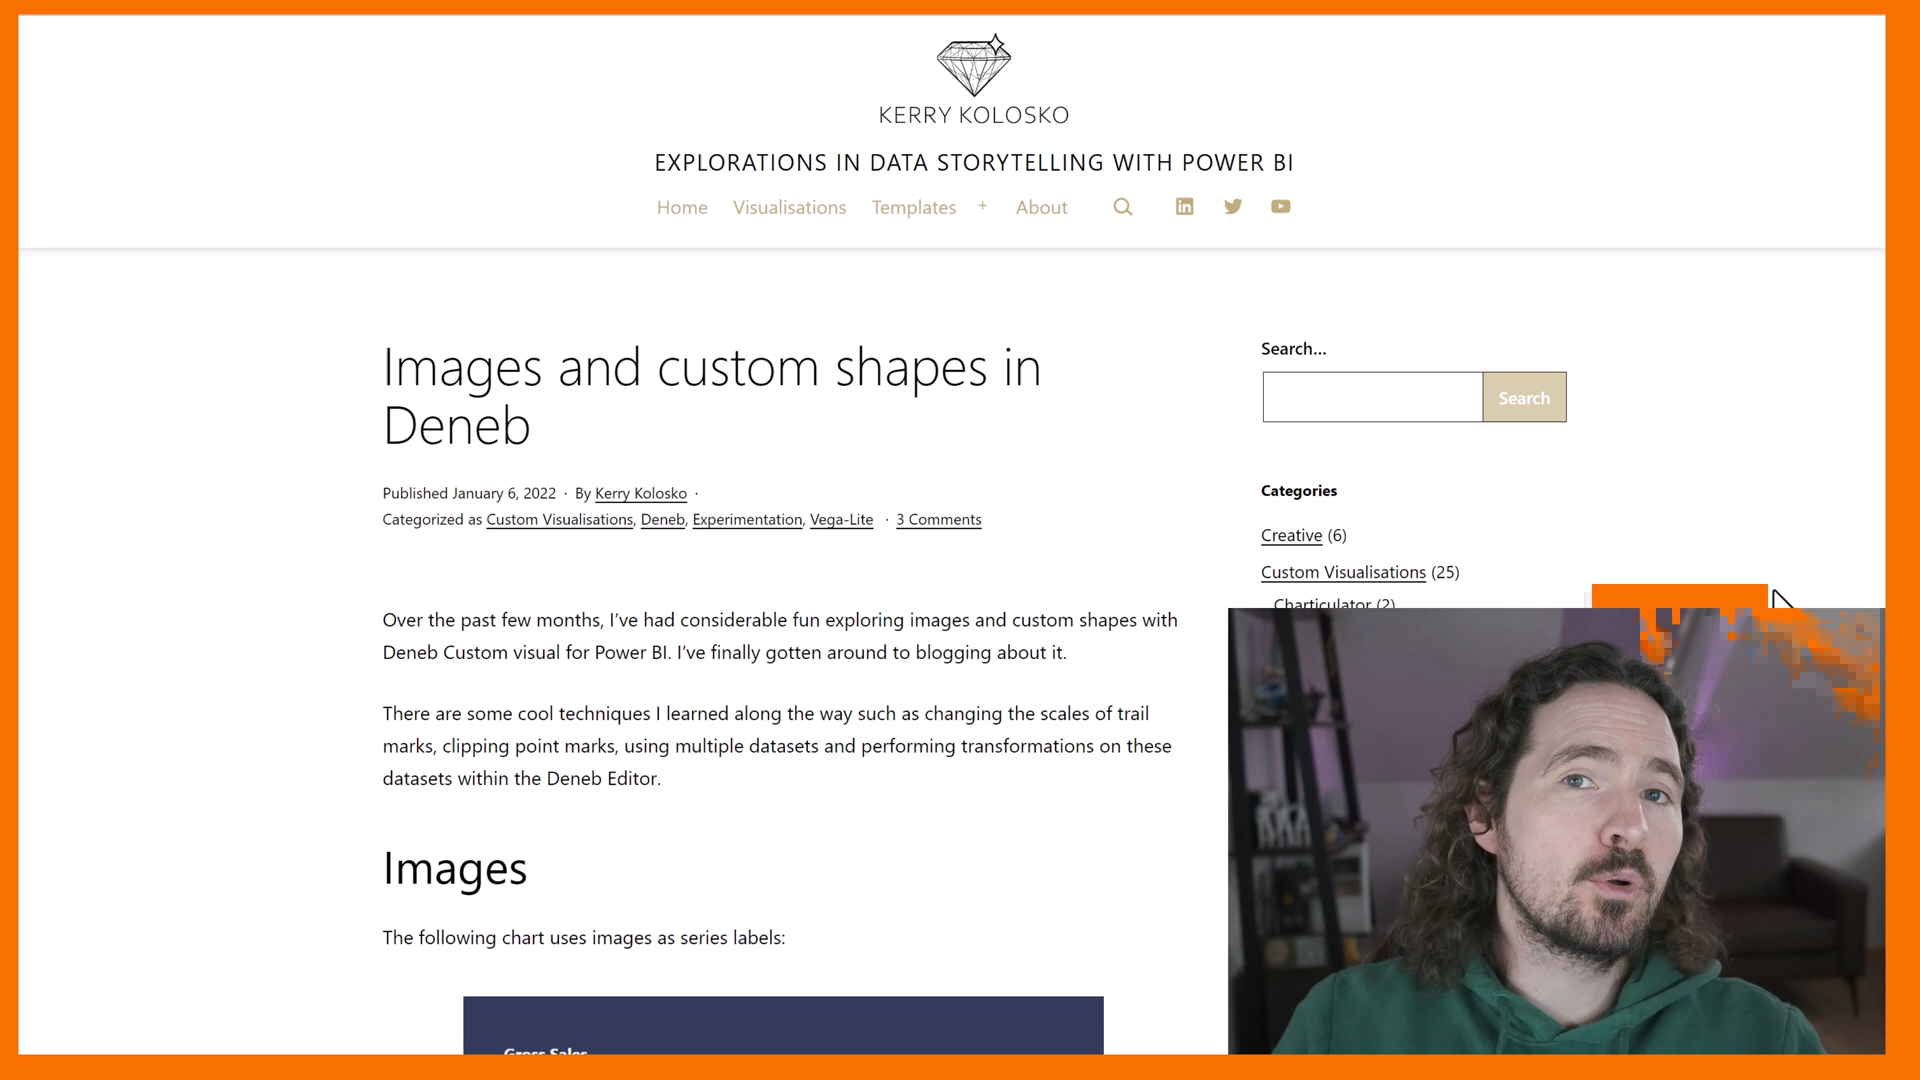 KERRY KOLOSKO
EXPLORATIONS IN DATA STORYTELLING WITH POWER BI
Home Visualisations Templates + About
Images and custom shapes in
Deneb
Published January 6, 2022 · By Kerry Kolosko ·
Categorized as Custom Visualisations, Deneb, Experimentation, Vega-Lite · 3 Comments
Over the past few months, I’ve had considerable fun exploring images and custom shapes with
Deneb Custom visual for Power BI. I’ve finally gotten around to blogging about it.
There are some cool techniques I learned along the way such as changing the scales of trail
marks, clipping point marks, using multiple datasets and performing transformations on these
datasets within the Deneb Editor.
Images
The following chart uses images as series labels:
Gross Sales
Search…
Search
Categories
Creative (6)
Custom Visualisations (25)
Charticulator (2)